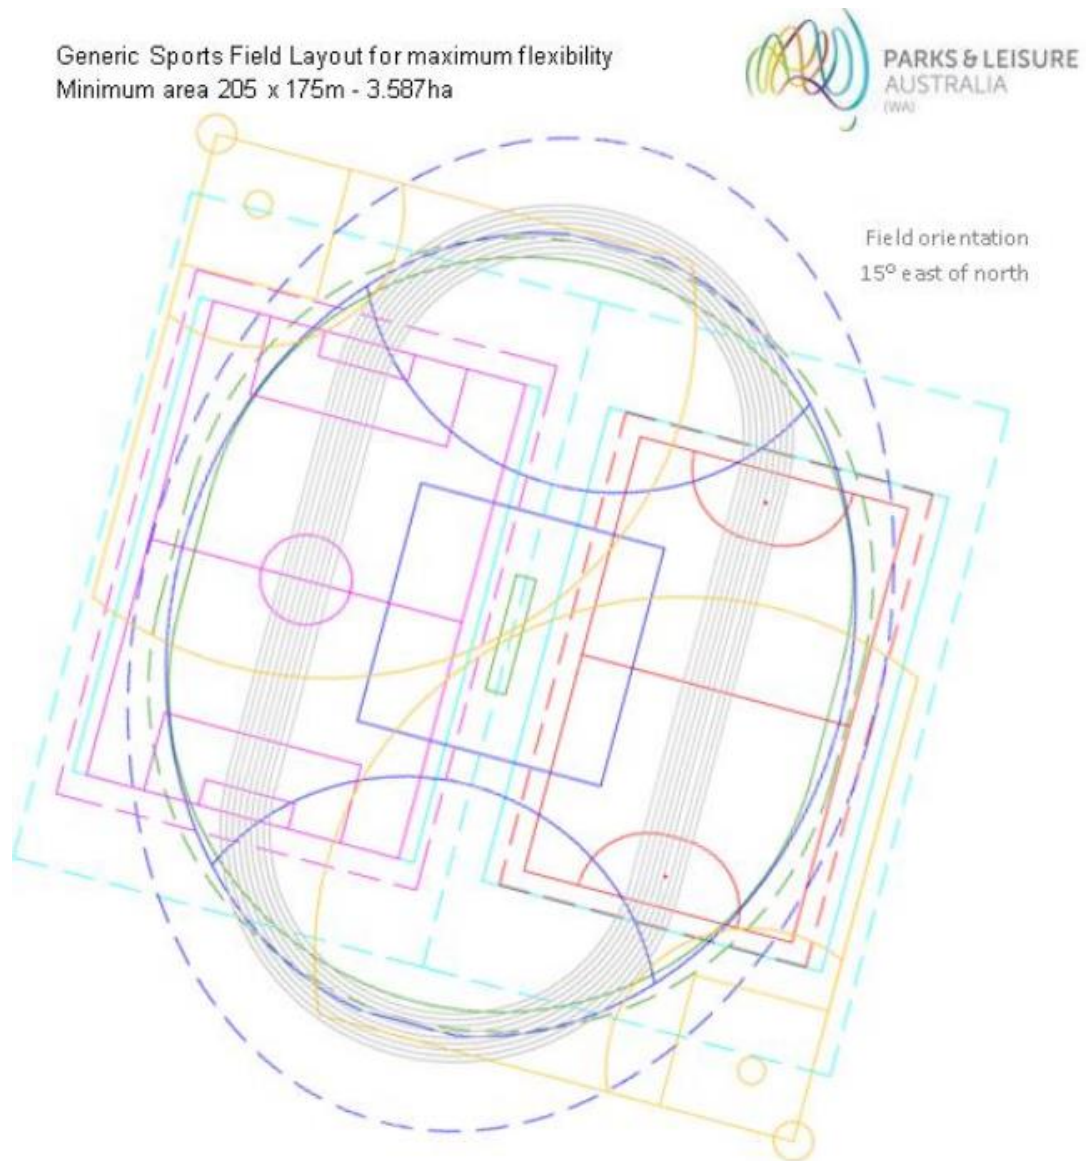 Generic Sports Field Layout for maximum flexibility
Minimum area 205 x 175m - 3.587ha
PARKS & LEISURE
AUSTRALIA
(WA)
Field orientation
15º east of north